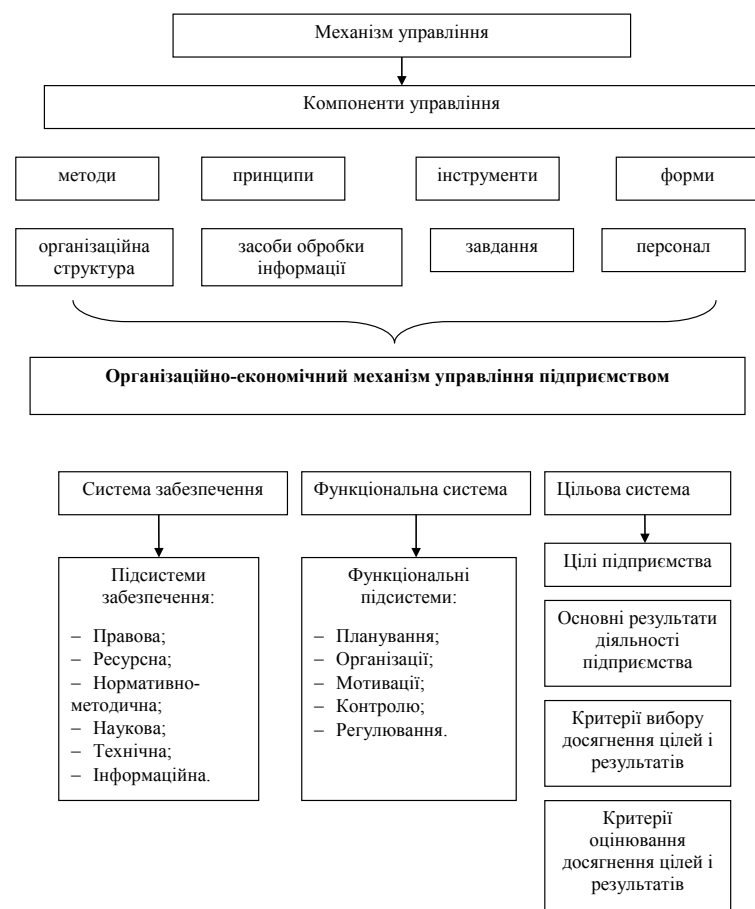 Механізм управління
Компоненти управління
методи
принципи
інструменти
форми
організаційна
структура
засоби обробки
інформації
завдання
персонал
Організаційно-економічний механізм управління підприємством
Система забезпечення
Функціональна система
Цільова система
Підсистеми
забезпечення:
– Правова;
– Ресурсна;
– Нормативно-
методична;
– Наукова;
– Технічна;
– Інформаційна.
Функціональні
підсистеми:
– Планування;
– Організації;
– Мотивації;
– Контролю;
– Регулювання.
Цілі підприємства
Основні результати
діяльності
підприємства
Критерії вибору
досягнення цілей і
результатів
Критерії
оцінювання
досягнення цілей і
результатів